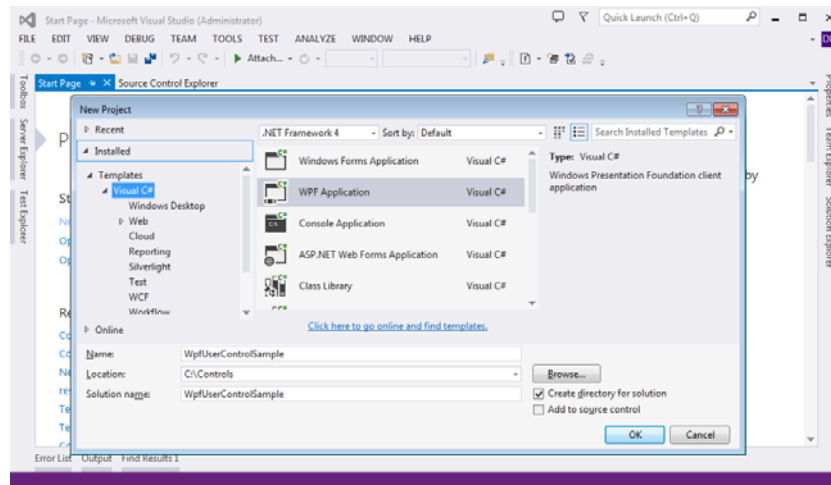 Start Page - Microsoft Visual Studio (Administrator)
Quick Launch (Ctrl+Q)
FILE EDIT VIEW DEBUG TEAM TOOLS TEST ANALYZE WINDOW HELP
Attach...
Start Page
Source Control Explorer
Toolbox
Server Explorer
Test Explorer
Properties
Team Explorer
Solution Explorer
New Project
Recent
.NET Framework 4
Sort by: Default
Search Installed Templates
Installed
Templates
Visual C#
Windows Desktop
Web
Cloud
Reporting
Silverlight
Test
WCF
Workflow
Online
Windows Forms Application Visual C#
WPF Application Visual C#
Console Application Visual C#
ASP.NET Web Forms Application Visual C#
Class Library Visual C#
Click here to go online and find templates.
Type: Visual C#
Windows Presentation Foundation client
application
by
Name: WpfUserControlSample
Location: C:\Controls
Browse...
Solution name: WpfUserControlSample
Create directory for solution
Add to source control
OK
Cancel
Error List Output Find Results 1